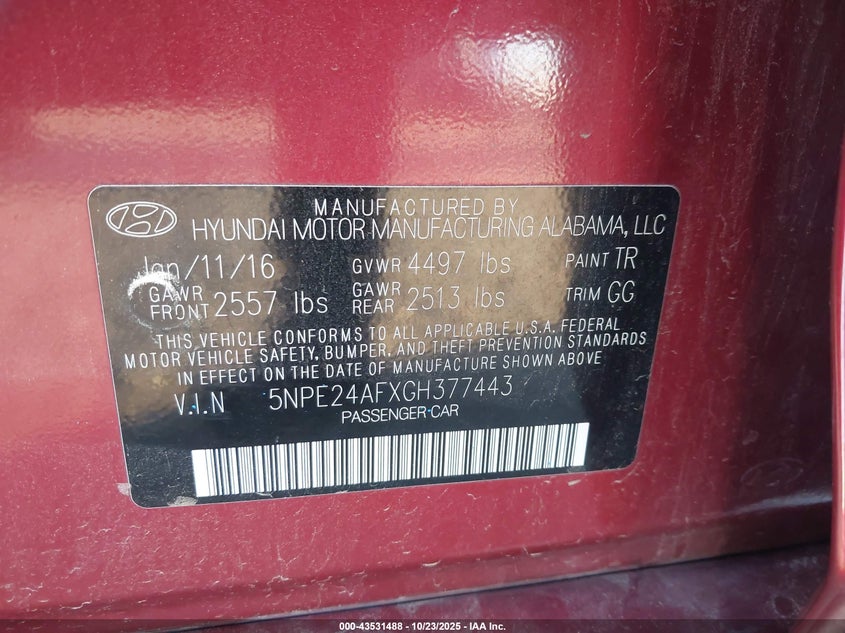 MANUFACTURED BY
HYUNDAI MOTOR MANUFACTURING ALABAMA, LLC
Jan/11/16 GVWR 4497 lbs PAINT TR
GAWR FRONT 2557 lbs GAWR REAR 2513 lbs TRIM GG
THIS VEHICLE CONFORMS TO ALL APPLICABLE U.S.A. FEDERAL
MOTOR VEHICLE SAFETY, BUMPER, AND THEFT PREVENTION STANDARDS
IN EFFECT ON THE DATE OF MANUFACTURE SHOWN ABOVE
V.I.N 5NPE24AFXGH377443
PASSENGER CAR
000-43531488 - 10/23/2025 - IAA Inc.